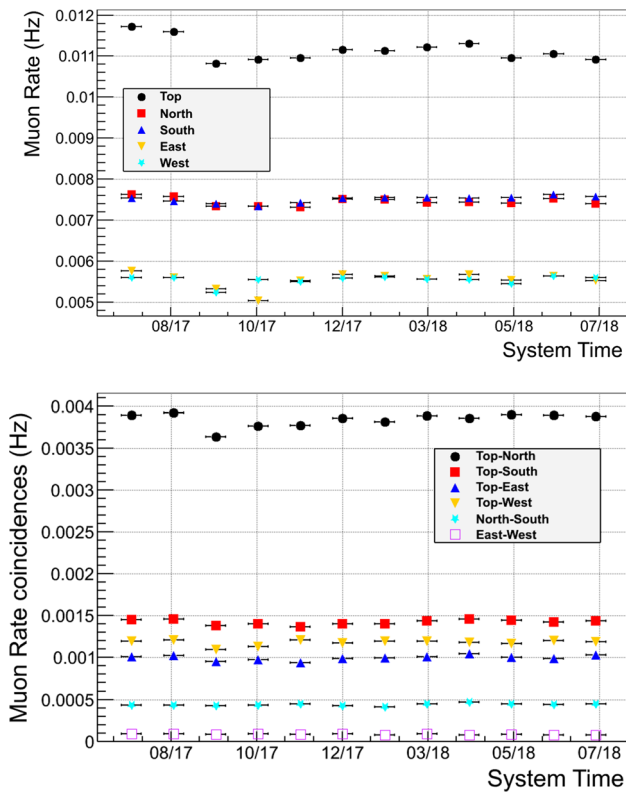 Muon Rate (Hz)
0.012
0.011
0.01
0.009
0.008
0.007
0.006
0.005
Top
North
South
East
West
08/17 10/17 12/17 03/18 05/18 07/18
System Time
Muon Rate coincidences (Hz)
0.004
0.0035
0.003
0.0025
0.002
0.0015
0.001
0.0005
0
Top-North
Top-South
Top-East
Top-West
North-South
East-West
08/17 10/17 12/17 03/18 05/18 07/18
System Time